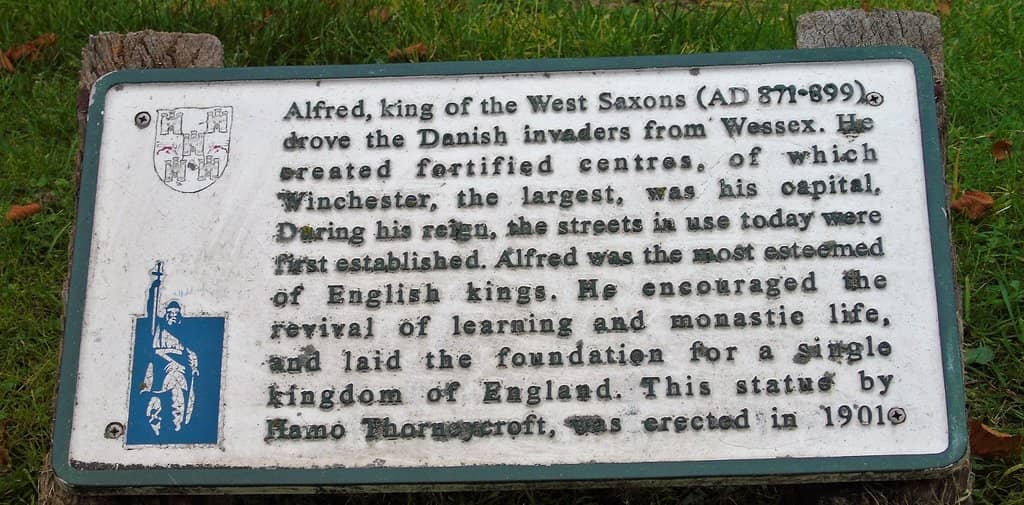 Alfred, king of the West Saxons (AD 871-899),
drove the Danish invaders from Wessex. He
created fortified centres, of which
Winchester, the largest, was his capital.
During his reign, the streets in use today were
first established. Alfred was the most esteemed
of English kings. He encouraged the
revival of learning and monastic life,
and laid the foundation for a single
kingdom of England. This statue by
Hamo Thorneycroft, was erected in 1901